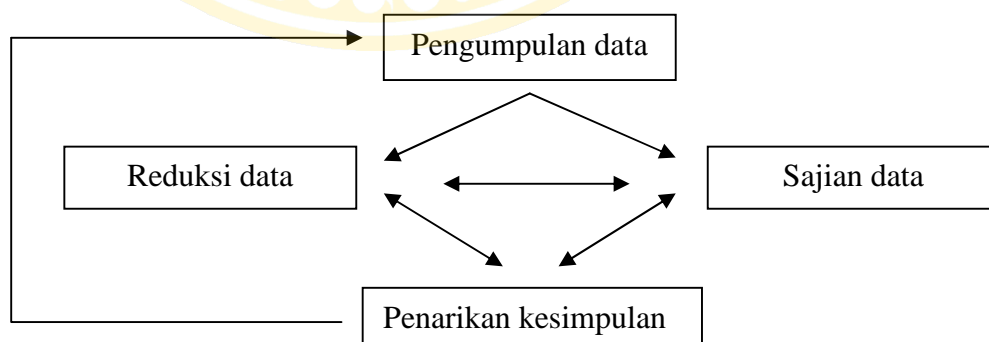 Pengumpulan data
Reduksi data
Sajian data
Penarikan kesimpulan